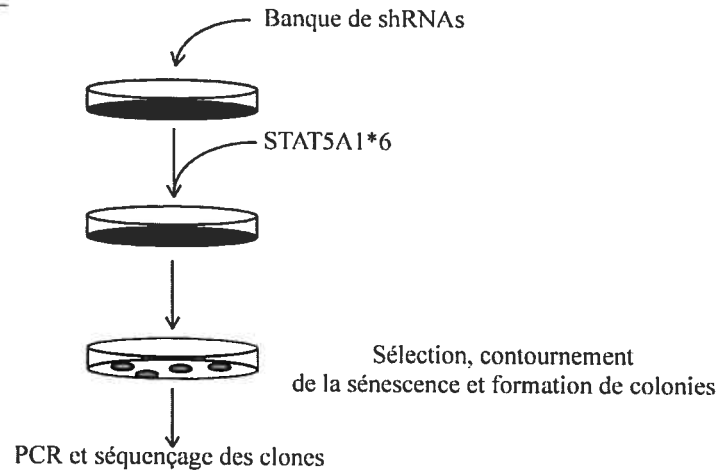 Banque de shRNAs
STAT5A1*6
Sélection, contournement
de la sénescence et formation de colonies
PCR et séquençage des clones